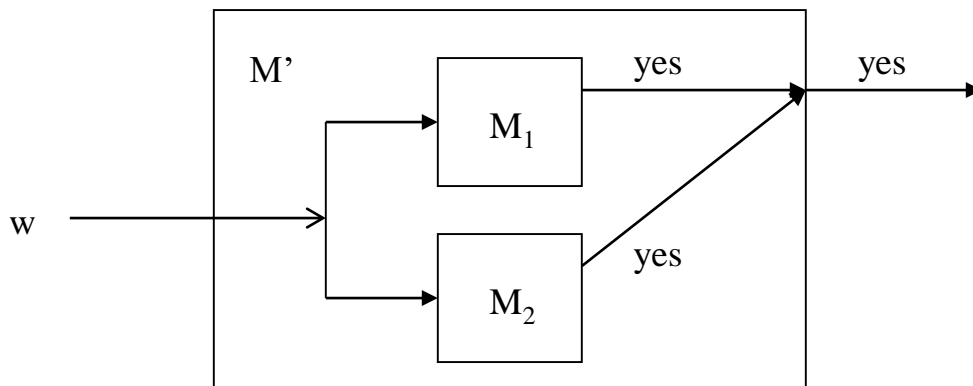 yes yes
M’
M₁
w
yes
M₂